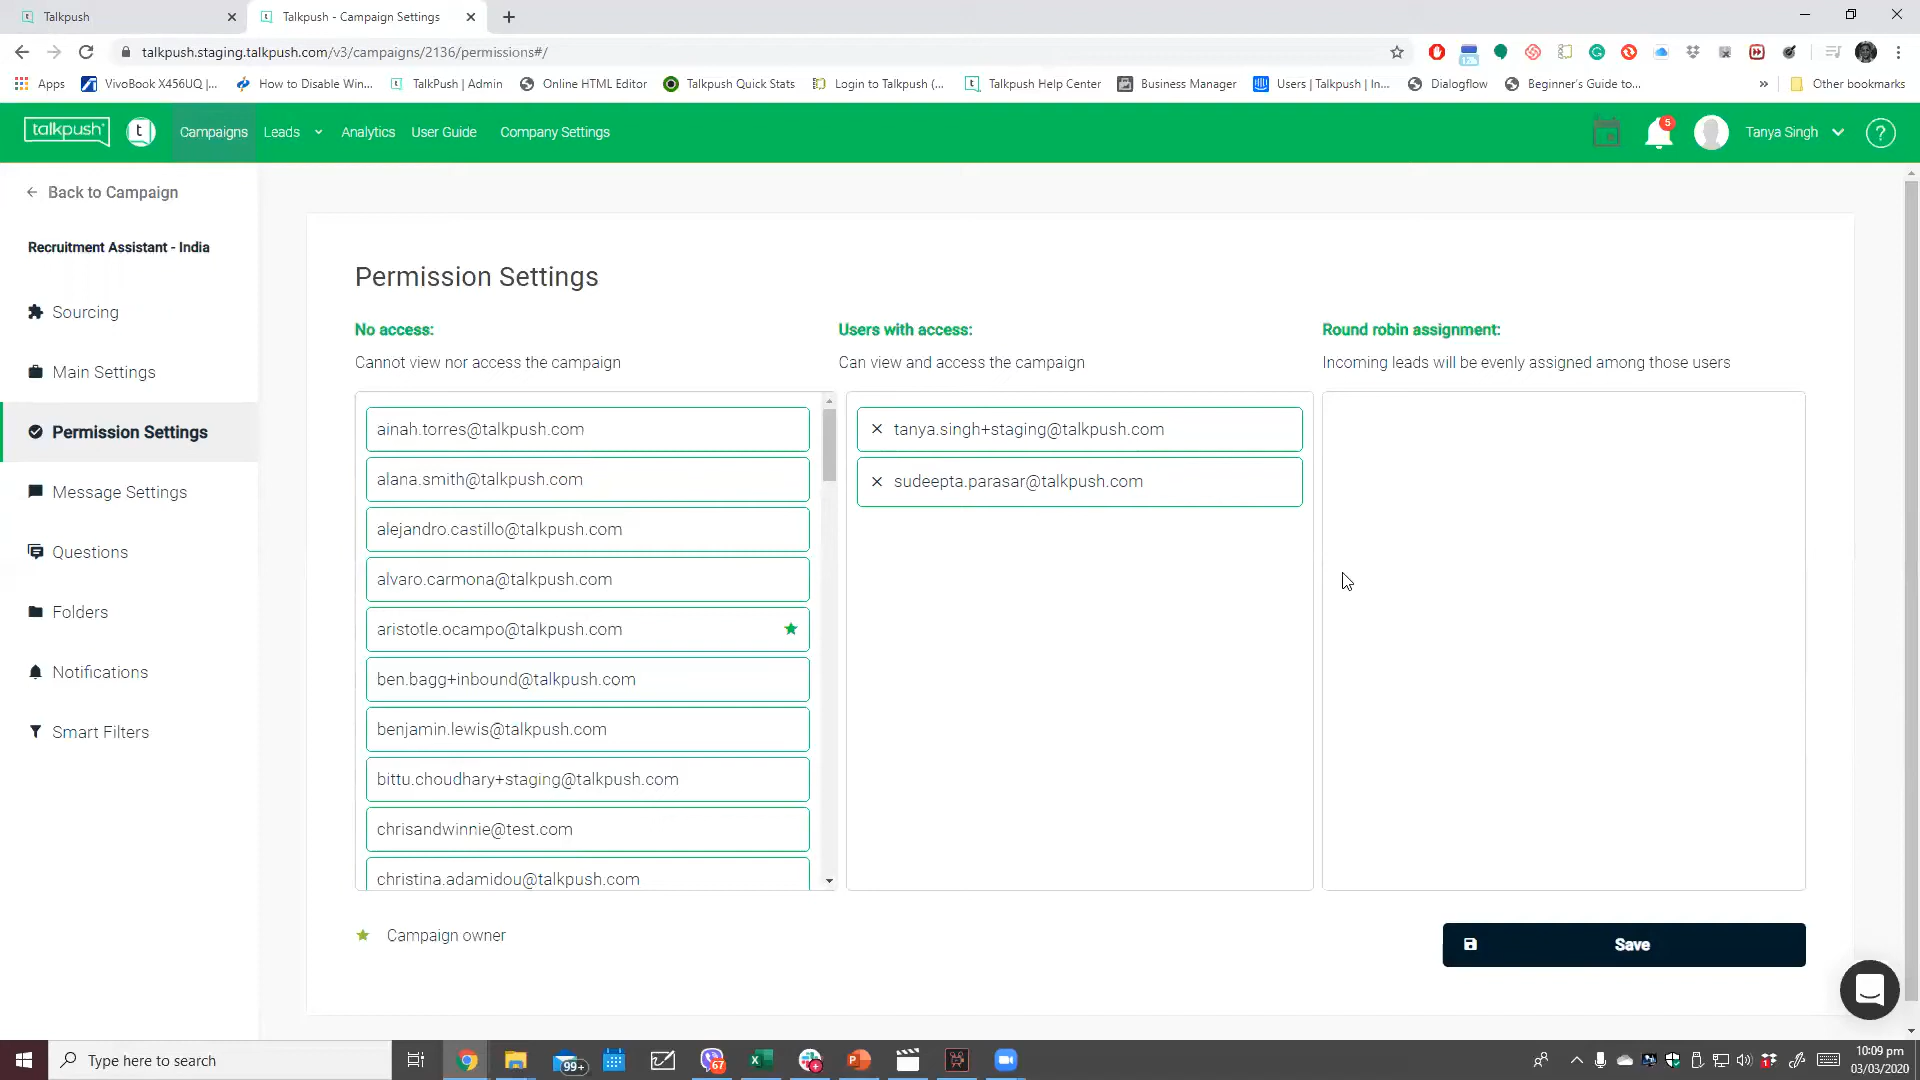 Talkpush
Talkpush - Campaign Settings
talkpush.staging.talkpush.com/v3/campaigns/2136/permissions#/
Apps
VivoBook X456UQ |...
How to Disable Win...
TalkPush | Admin
Online HTML Editor
Talkpush Quick Stats
Login to Talkpush (...
Talkpush Help Center
Business Manager
Users | Talkpush | In...
Dialogflow
Beginner's Guide to...
»
Other bookmarks
talkpush
t
Campaigns
Leads
Analytics
User Guide
Company Settings
5
Tanya Singh
?
Back to Campaign
Recruitment Assistant - India
Sourcing
Main Settings
Permission Settings
Message Settings
Questions
Folders
Notifications
Smart Filters
Permission Settings
No access:
Cannot view nor access the campaign
ainah.torres@talkpush.com
alana.smith@talkpush.com
alejandro.castillo@talkpush.com
alvaro.carmona@talkpush.com
aristotle.ocampo@talkpush.com
ben.bagg+inbound@talkpush.com
benjamin.lewis@talkpush.com
bittu.choudhary+staging@talkpush.com
chrisandwinnie@test.com
christina.adamidou@talkpush.com
Users with access:
Can view and access the campaign
tanya.singh+staging@talkpush.com
sudeepta.parasar@talkpush.com
Round robin assignment:
Incoming leads will be evenly assigned among those users
Campaign owner
Save
Type here to search
99+
67
10:09 pm
03/03/2020